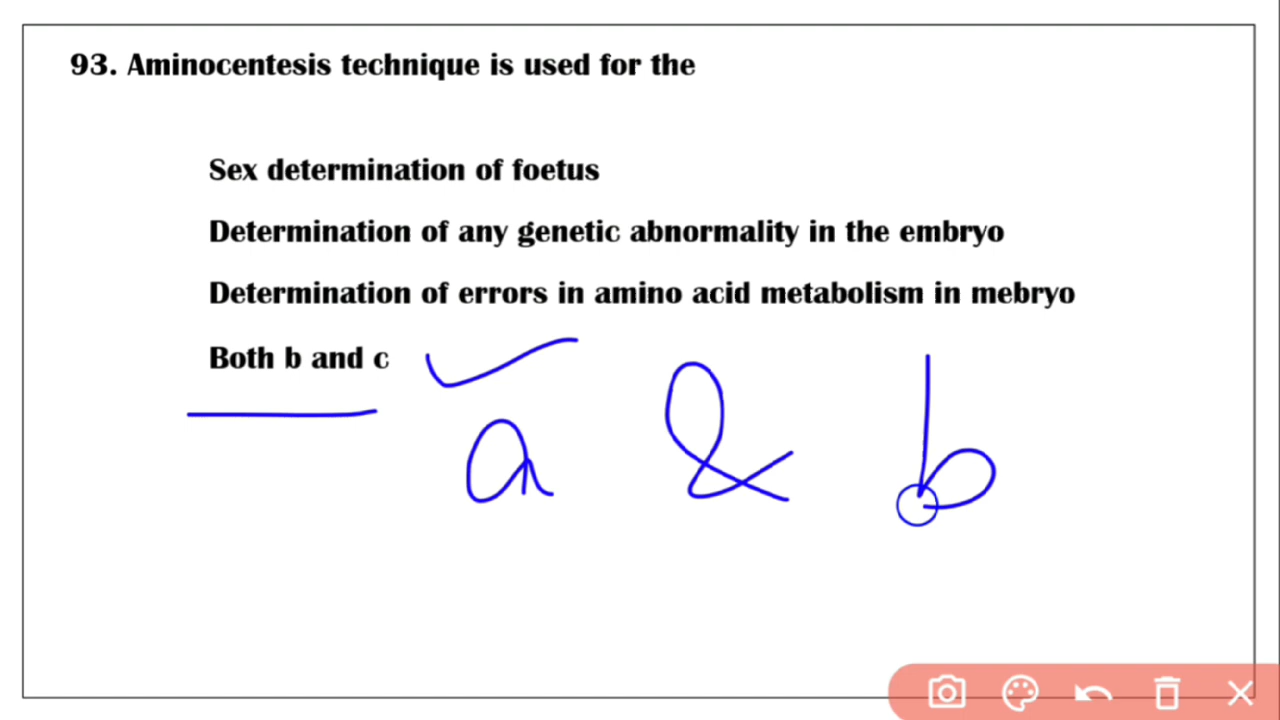 93. Aminocentesis technique is used for the
Sex determination of foetus
Determination of any genetic abnormality in the embryo
Determination of errors in amino acid metabolism in mebryo
Both b and c
a & b